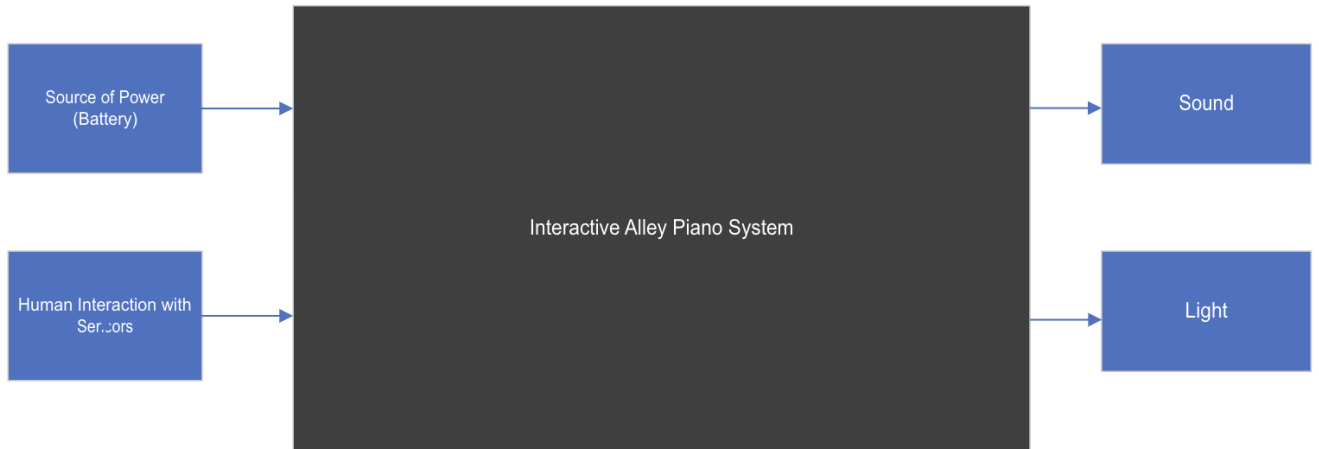 Source of Power
(Battery)
Sound
Interactive Alley Piano System
Human Interaction with
Light